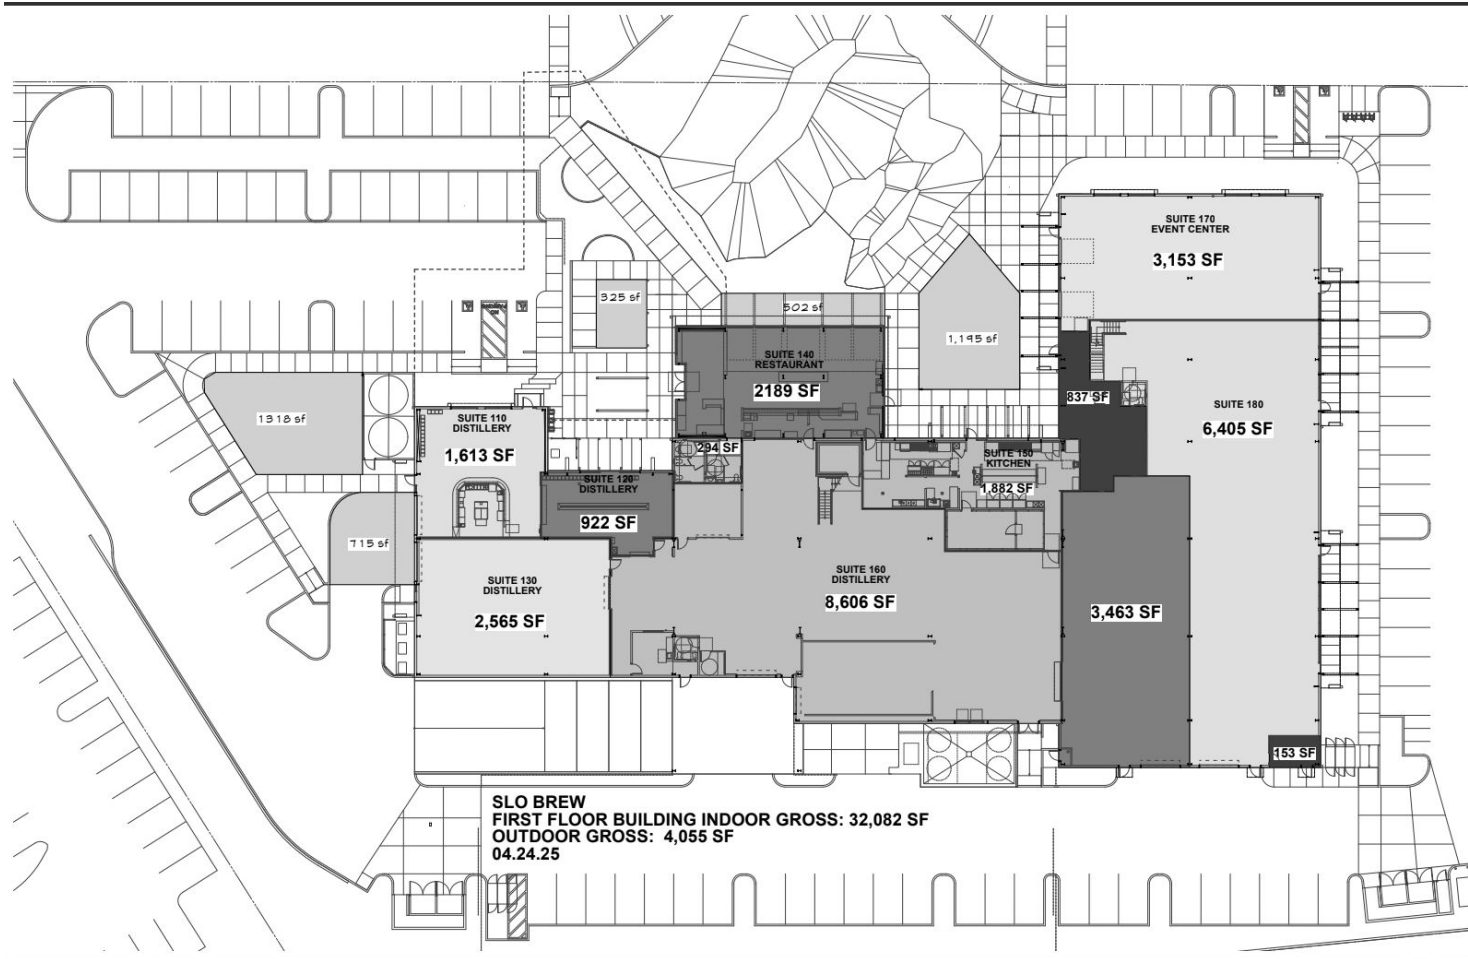 SUITE 170
EVENT CENTER
3,153 SF
325 sf
502 sf
1,195 sf
SUITE 140
RESTAURANT
2189 SF
837 SF
SUITE 180
6,405 SF
1318 sf
SUITE 110
DISTILLERY
1,613 SF
294 SF
SUITE 150
KITCHEN
1,882 SF
SUITE 120
DISTILLERY
922 SF
715 sf
SUITE 130
DISTILLERY
2,565 SF
SUITE 160
DISTILLERY
8,606 SF
3,463 SF
153 SF
SLO BREW
FIRST FLOOR BUILDING INDOOR GROSS: 32,082 SF
OUTDOOR GROSS: 4,055 SF
04.24.25
NO
PARKING